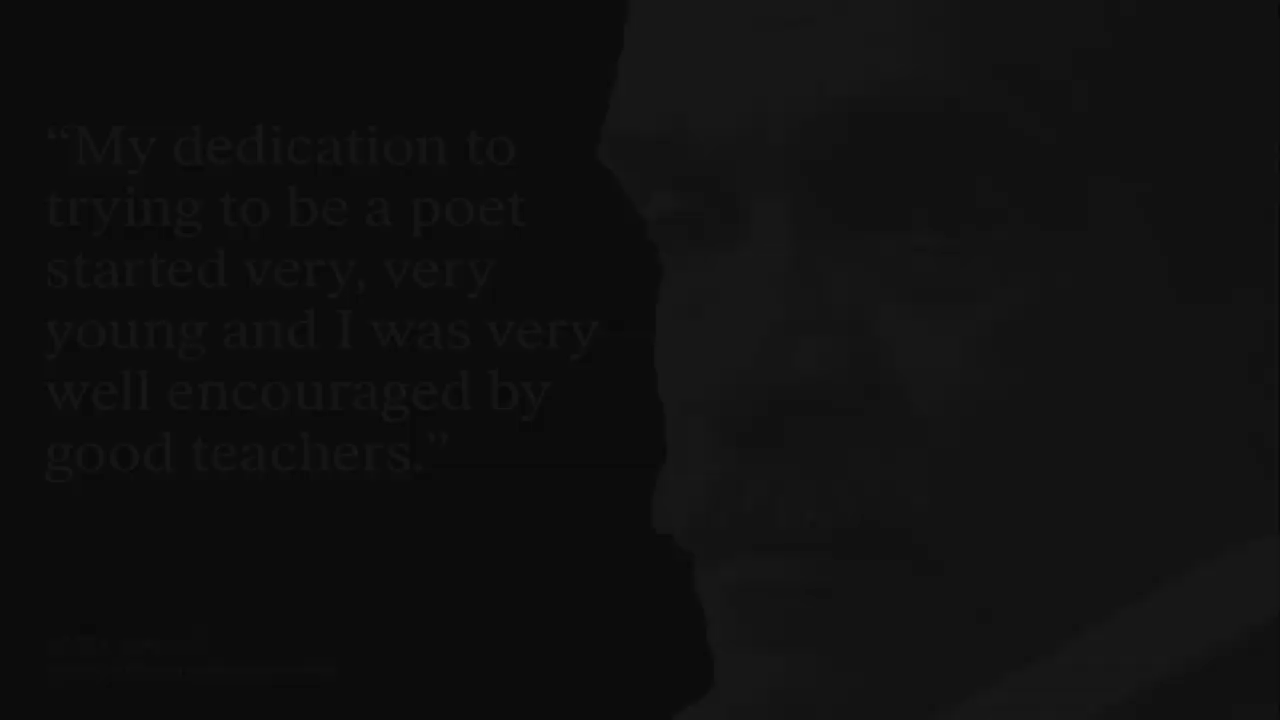 “My dedication to
trying to be a poet
started very, very
young and I was very
well encouraged by
good teachers.”